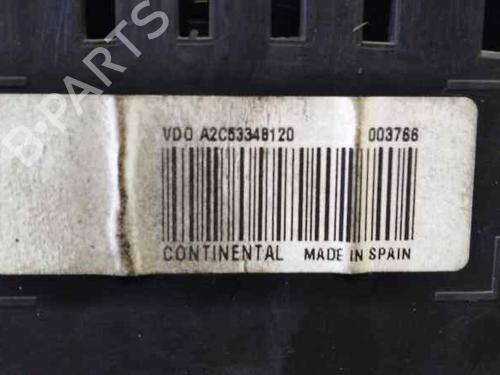 VDO A2C53348120 003766
CONTINENTAL MADE IN SPAIN
B-PARTS